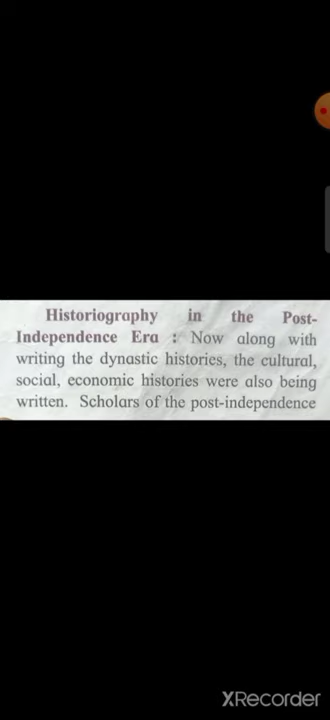 Historiography in the Post-
Independence Era : Now along with
writing the dynastic histories, the cultural,
social, economic histories were also being
written. Scholars of the post-independence
XRecorder